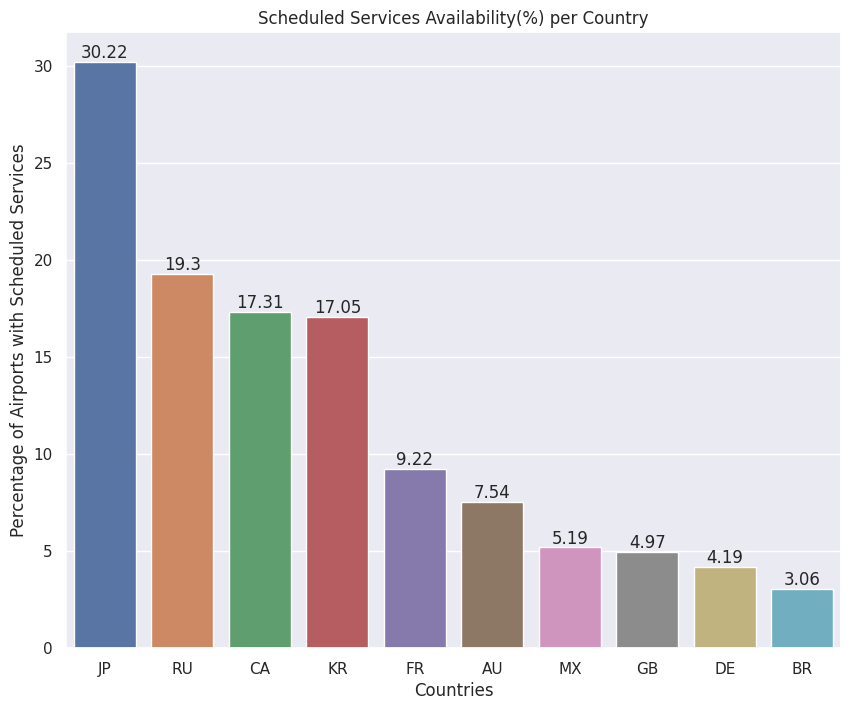 Scheduled Services Availability(%) per Country
Percentage of Airports with Scheduled Services
30
25
20
15
10
5
0
30.22
19.3
17.31
17.05
9.22
7.54
5.19
4.97
4.19
3.06
JP
RU
CA
KR
FR
AU
MX
GB
DE
BR
Countries